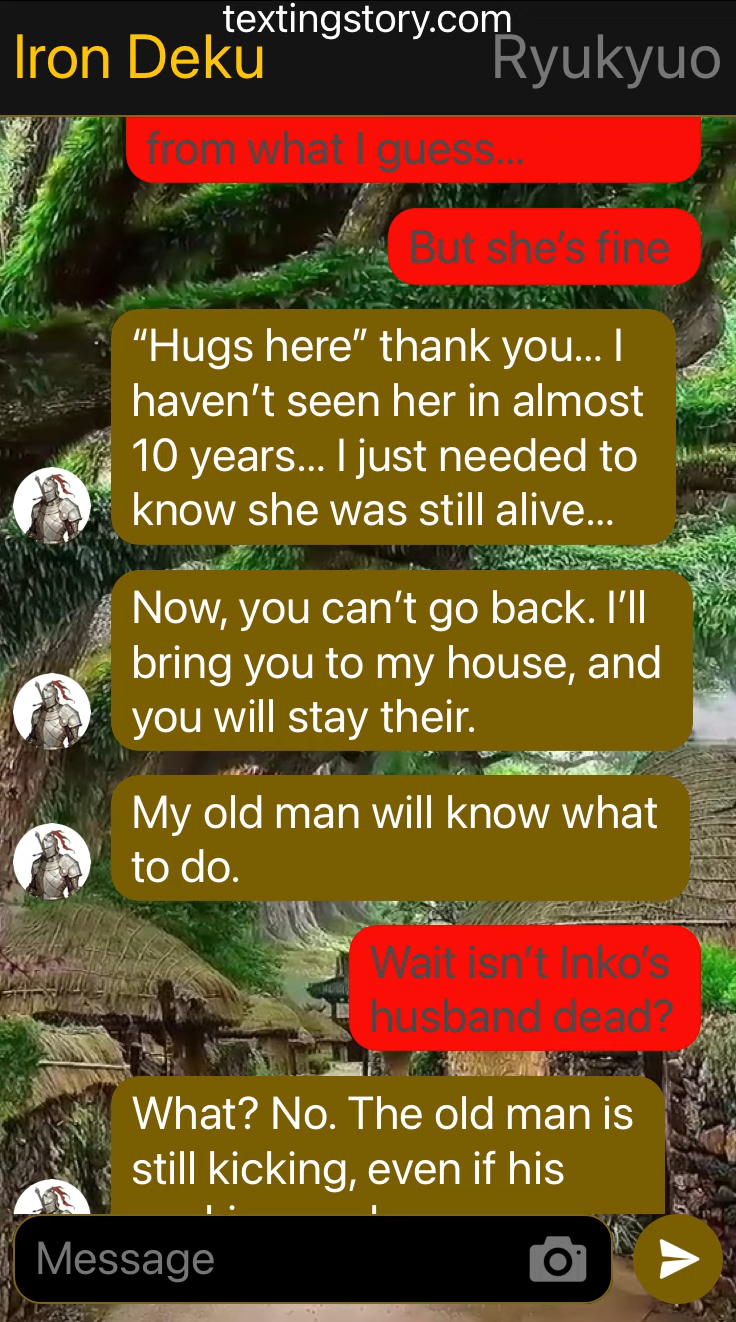 textingstory.com
Iron Deku
Ryukyuo
from what I guess...
But she's fine
“Hugs here” thank you... I
haven't seen her in almost
10 years... I just needed to
know she was still alive...
Now, you can't go back. I'll
bring you to my house, and
you will stay their.
My old man will know what
to do.
Wait isn't Inko's
husband dead?
What? No. The old man is
still kicking, even if his
Message